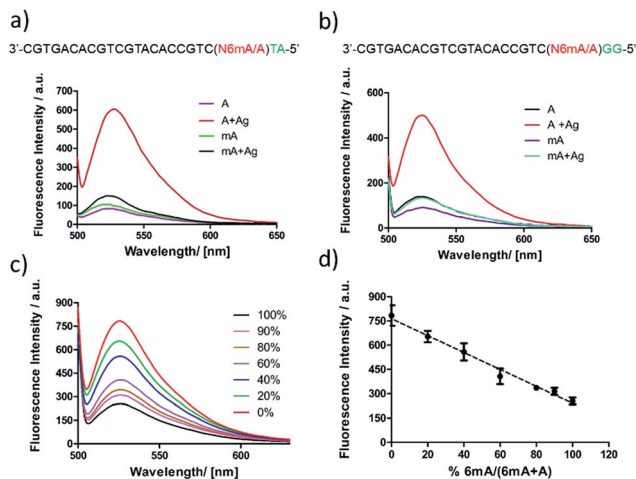 a)
3'-CGTGACACGTCGTACACCGTC(N6mA/A)TA-5'
Fluorescence Intensity / a.u.
700
600
500
400
300
200
100
0
500
550
600
650
Wavelength/ [nm]
A
A+Ag
mA
mA+Ag
b)
3'-CGTGACACGTCGTACACCGTC(N6mA/A)GG-5'
Fluorescence Intensity / a.u.
600
400
200
0
500
550
600
650
Wavelength/ [nm]
A
A +Ag
mA
mA+Ag
c)
Fluorescence Intensity / a.u.
900
750
600
450
300
150
0
500
550
600
Wavelength/ [nm]
100%
90%
80%
60%
40%
20%
0%
d)
Fluorescence Intensity / a.u.
900
750
600
450
300
150
0
0
20
40
60
80
100
120
% 6mA/(6mA+A)